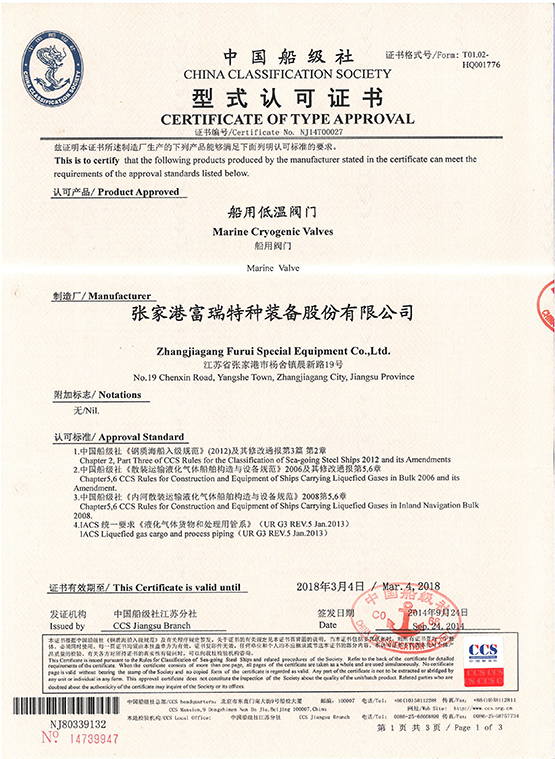 中国船级社
CHINA CLASSIFICATION SOCIETY
证书格式号/Form: T01.02-
HQ001776
型式认可证书
CERTIFICATE OF TYPE APPROVAL
证书编号/Certificate No. NJ14T00027
兹证明本证书所述制造厂生产的下列产品能够满足下面列明认可标准的要求。
This is to certify that the following products produced by the manufacturer stated in the certificate can meet the
requirements of the approval standards listed below.
认可产品/ Product Approved
船用低温阀门
Marine Cryogenic Valves
船用阀门
Marine Valve
制造厂/ Manufacturer
张家港富瑞特种装备股份有限公司
Zhangjiagang Furui Special Equipment Co.,Ltd.
江苏省张家港市杨舍镇晨新路19号
No.19 Chenxin Road, Yangshe Town, Zhangjiagang City, Jiangsu Province
附加标志/ Notations
无/Nil.
认可标准/ Approval Standard
1.中国船级社《钢质海船入级规范》(2012)及其修改通报第3篇 第2章
Chapter 2, Part Three of CCS Rules for the Classification of Sea-going Steel Ships 2012 and its Amendments
2.中国船级社《散装运输液化气体船舶构造与设备规范》2006及其修改通报第5,6章
Chapter5,6 CCS Rules for Construction and Equipment of Ships Carrying Liquefied Gases in Bulk 2006 and its
Amendment.
3.中国船级社《内河散装运输液化气体船舶构造与设备规范》2008第5,6章
Chapter5,6 CCS Rules for Construction and Equipment of Ships Carrying Liquefied Gases in Inland Navigation Bulk
2008.
4.IACS 统一要求《液化气体货物和处理用管系》(UR G3 REV.5 Jan.2013)
IACS Liquefied gas cargo and process piping (UR G3 REV.5 Jan.2013)
证书有效期至/ This Certificate is valid until
2018年3月4日/ Mar. 4, 2018
发证机构 中国船级社江苏分社 签发日期 2014年9月24日
Issued by CCS Jiangsu Branch Date Sep. 24, 2014
中国船级社
CCS
This Certificate is issued pursuant to the Rules for Classification of Sea-going Steel Ships and related procedures of the Society. Refer to the back of the certificate for detailed
requirements of the certificate. When the certificate consists of more than one page, all pages of the certificate are taken as a whole and are used simultaneously. No certificate
page is valid without bearing the stamp of the Society and no copied form of the certificate is valid. Any part of the certificate is not to be extracted or abridged by
any unit or individual in any form. This approval certificate does not constitute the inspection of the Society about the quality of the unit/batch product. Related parties who are
doubted about the authenticity of the certificate may inquire of the Society or its offices.
NJ80339132
№ 14739947
中国船级社总部/CCS headquarters: 北京市东直门南大街9号船检大厦 邮编: 100007 电话/Tel: +86(010)58112288 传真/Fax: +86(010)58112811
CCS Mansion,9 Dongzhimen Nan Da Jie,Beijing 100007,China 网址/Web Site: http://www.ccs.org.cn
本地检验机构/CCS Local Office: 中国船级社江苏分社 CCS Jiangsu Branch 电话/Tel: 0086-25-66608899 传真/Fax: 0086-25-58757734
第 1 页 共 3 页/ Page 1 of 3